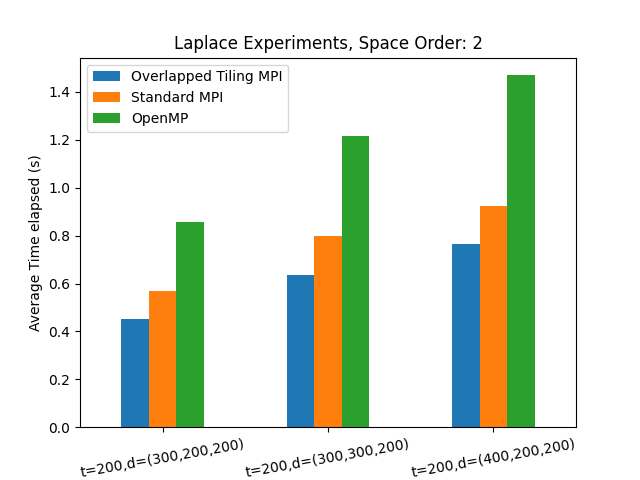 Laplace Experiments, Space Order: 2
Overlapped Tiling MPI
Standard MPI
OpenMP
Average Time elapsed (s)
1.4
1.2
1.0
0.8
0.6
0.4
0.2
0.0
t=200,d=(300,200,200)
t=200,d=(300,300,200)
t=200,d=(400,200,200)